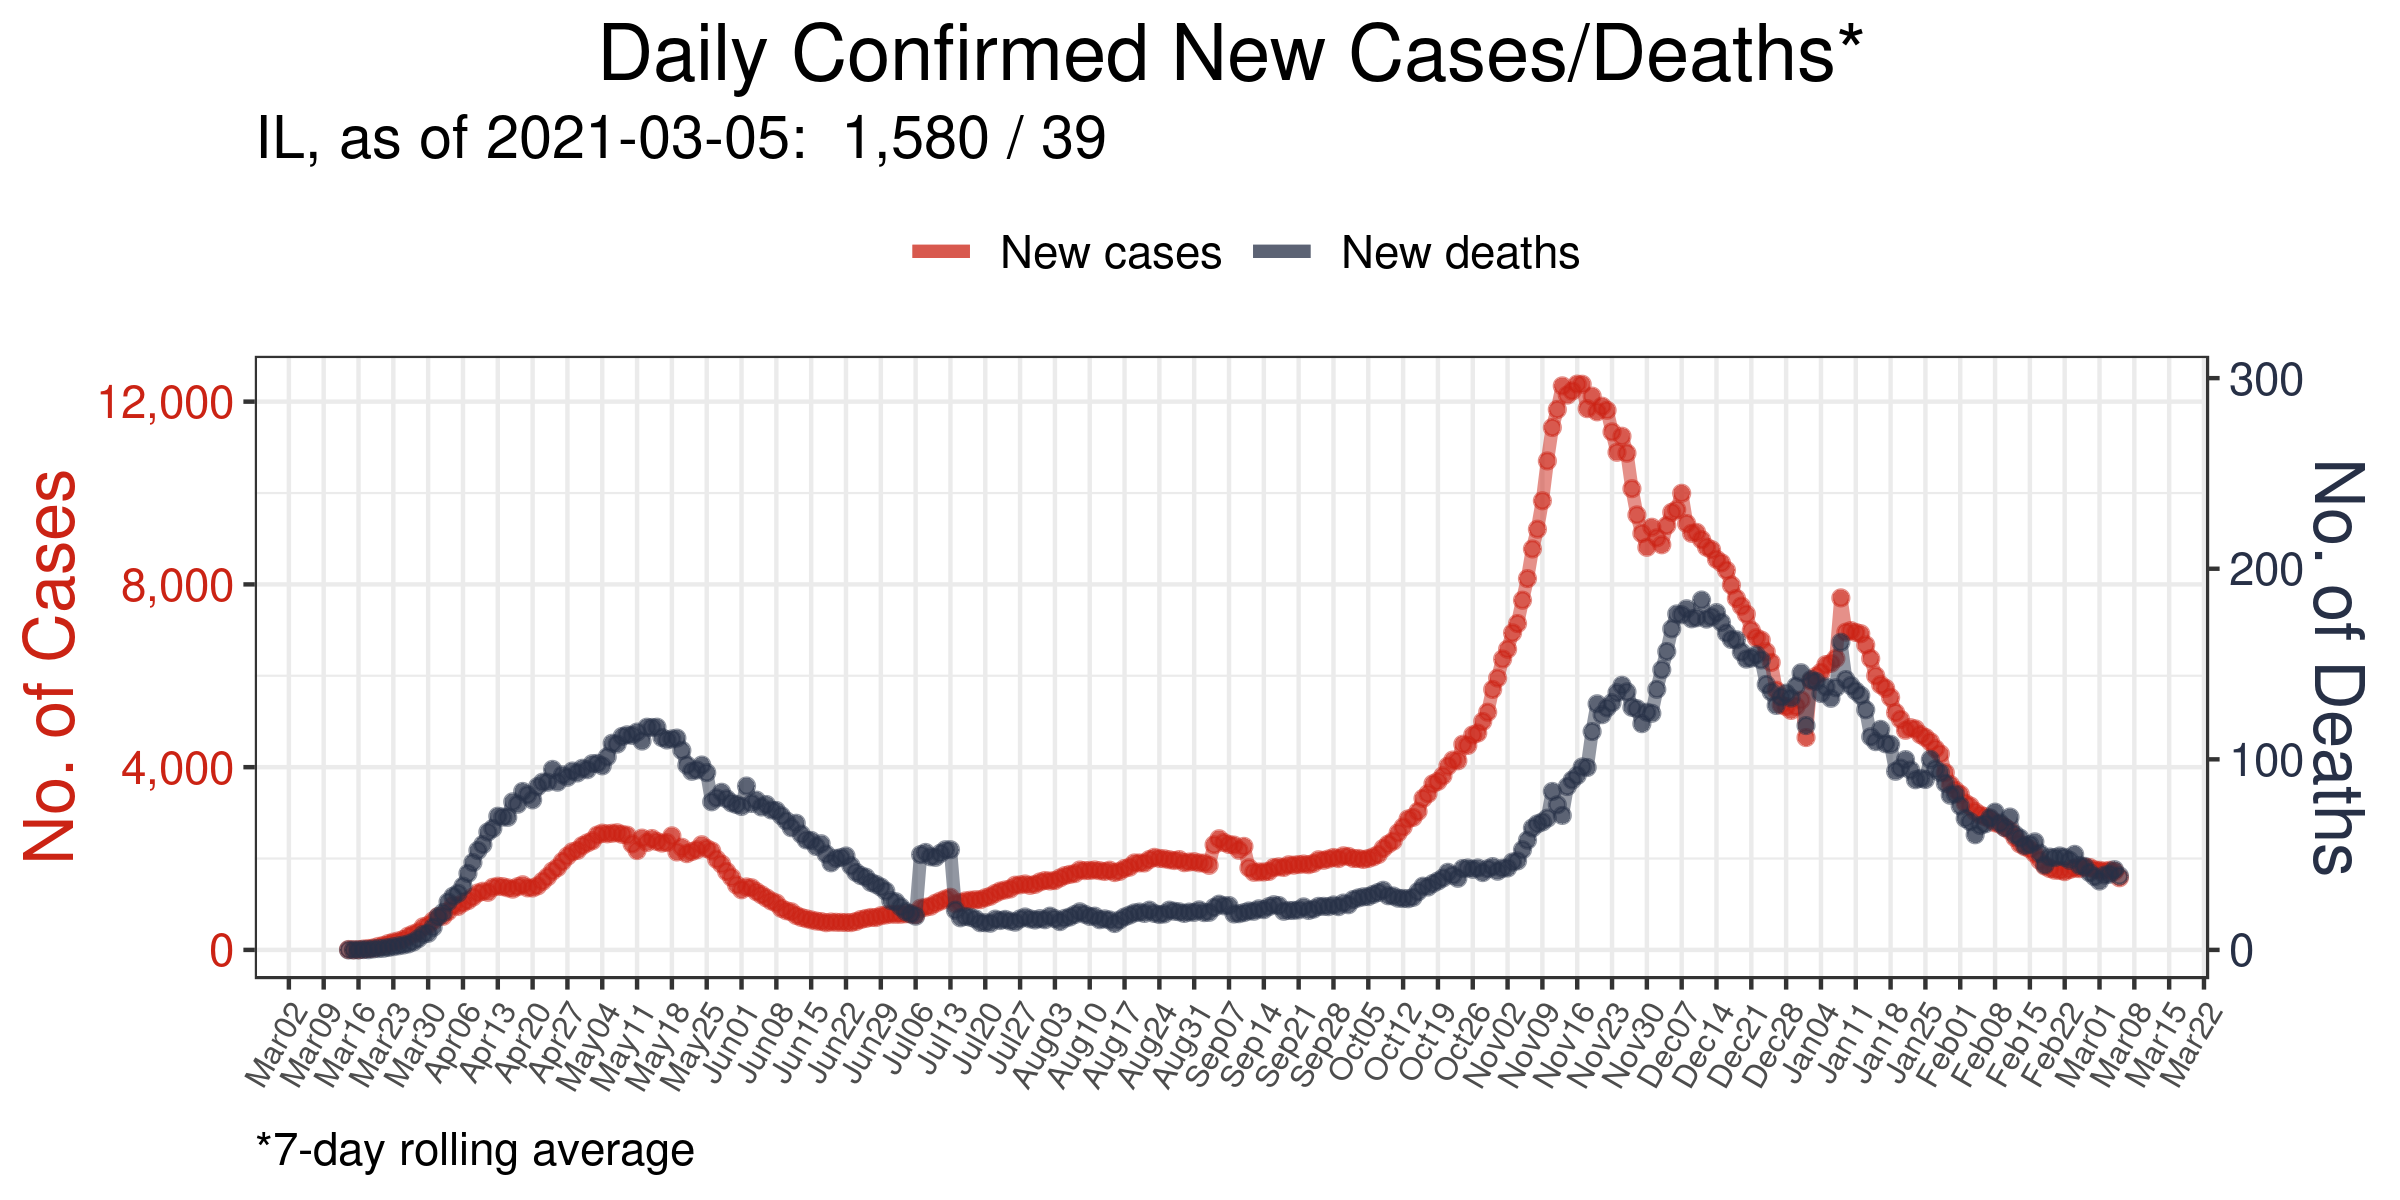 Daily Confirmed New Cases/Deaths*
IL, as of 2021-03-05:  1,580 / 39
New cases
New deaths
No. of Cases
12,000
8,000
4,000
0
300
200
100
0
No. of Deaths
Mar02
Mar09
Mar16
Mar23
Mar30
Apr06
Apr13
Apr20
Apr27
May04
May11
May18
May25
Jun01
Jun08
Jun15
Jun22
Jun29
Jul06
Jul13
Jul20
Jul27
Aug03
Aug10
Aug17
Aug24
Aug31
Sep07
Sep14
Sep21
Sep28
Oct05
Oct12
Oct19
Oct26
Nov02
Nov09
Nov16
Nov23
Nov30
Dec07
Dec14
Dec21
Dec28
Jan04
Jan11
Jan18
Jan25
Feb01
Feb08
Feb15
Feb22
Mar01
Mar08
Mar15
Mar22
*7-day rolling average